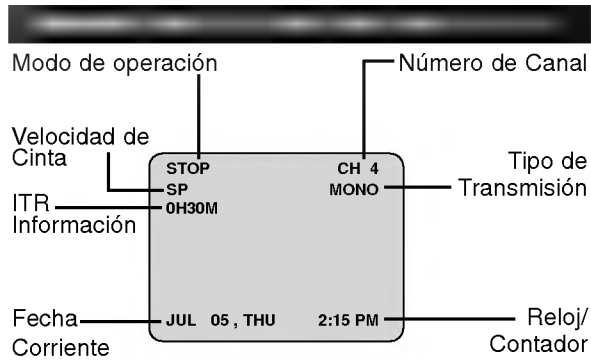 Modo de operación
Número de Canal
Velocidad de
Cinta
Tipo de
Transmisión
ITR
Información
STOP
CH 4
SP
MONO
0H30M
JUL 05 , THU
2:15 PM
Fecha
Corriente
Reloj/
Contador